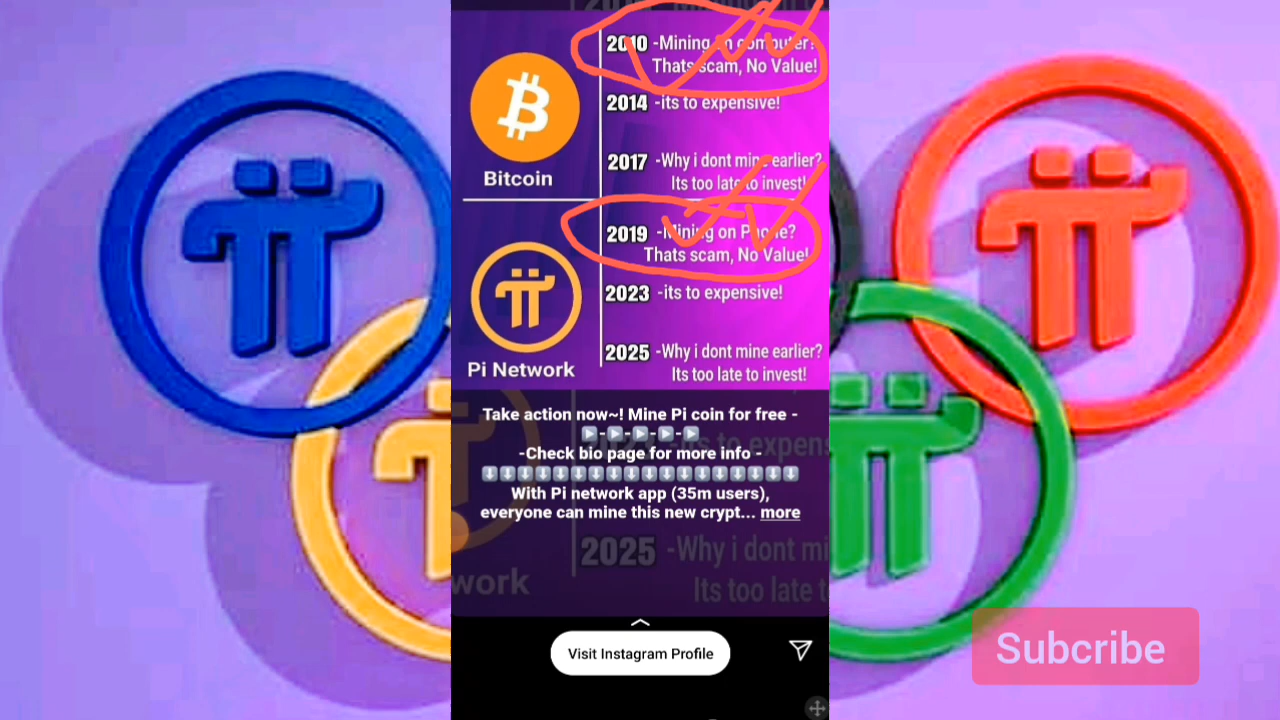 2010 -Mining on computer?
Thats scam, No Value!
2014 -its to expensive!
2017 -Why i dont mine earlier?
Its too late to invest!
Bitcoin
2019 -Mining on Phone?
Thats scam, No Value!
2023 -its to expensive!
2025 -Why i dont mine earlier?
Its too late to invest!
Pi Network
Take action now~! Mine Pi coin for free -
▶-▶-▶-▶-▶
-Check bio page for more info -
⬇⬇⬇⬇⬇⬇⬇⬇⬇⬇⬇⬇⬇⬇⬇⬇⬇⬇
With Pi network app (35m users),
everyone can mine this new crypt... more
its to expens
2025 -Why i dont mi
work
Its too late t
Visit Instagram Profile
Subcribe